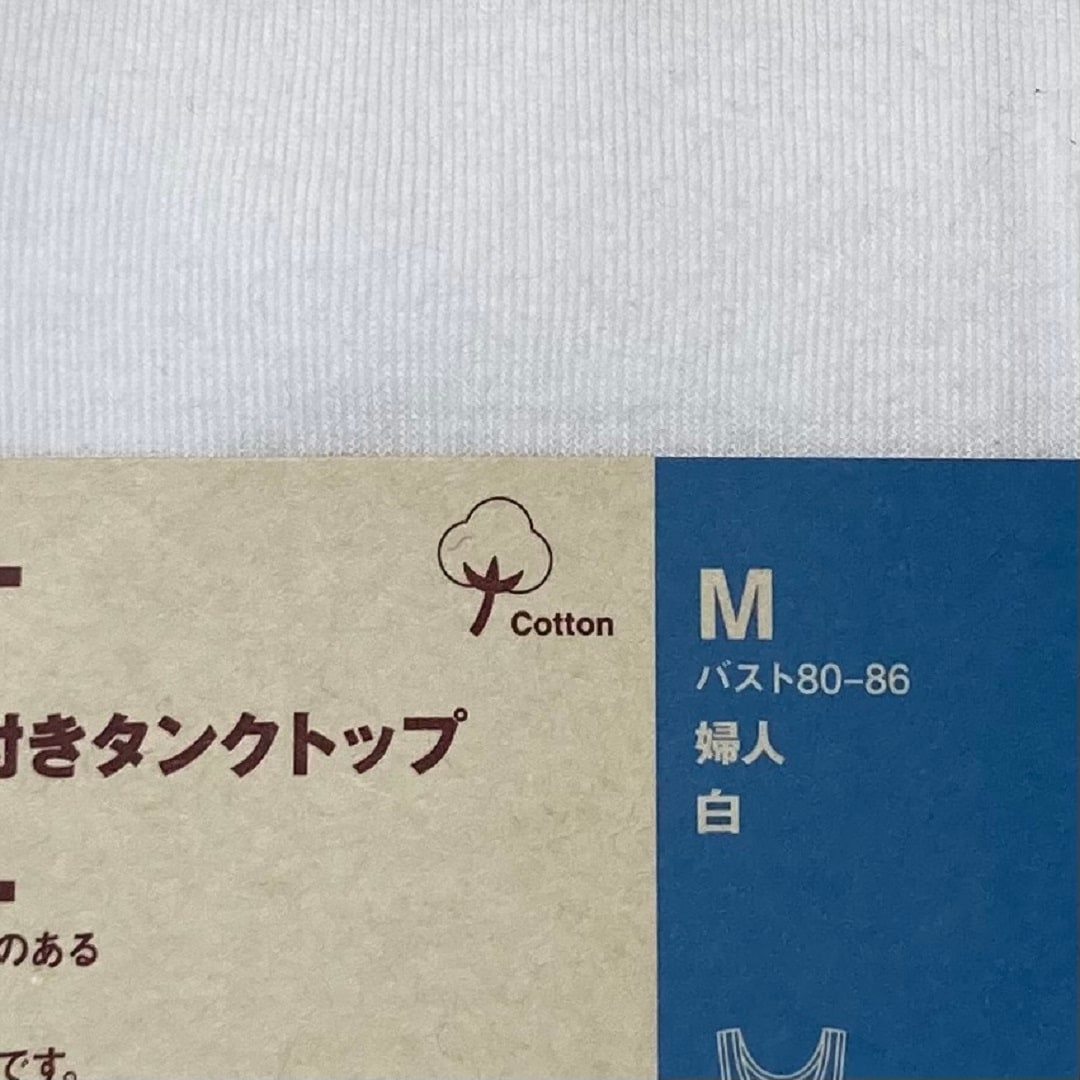 Cotton
付きタンクトップ
のある
です。
M
バスト80–86
婦人
白